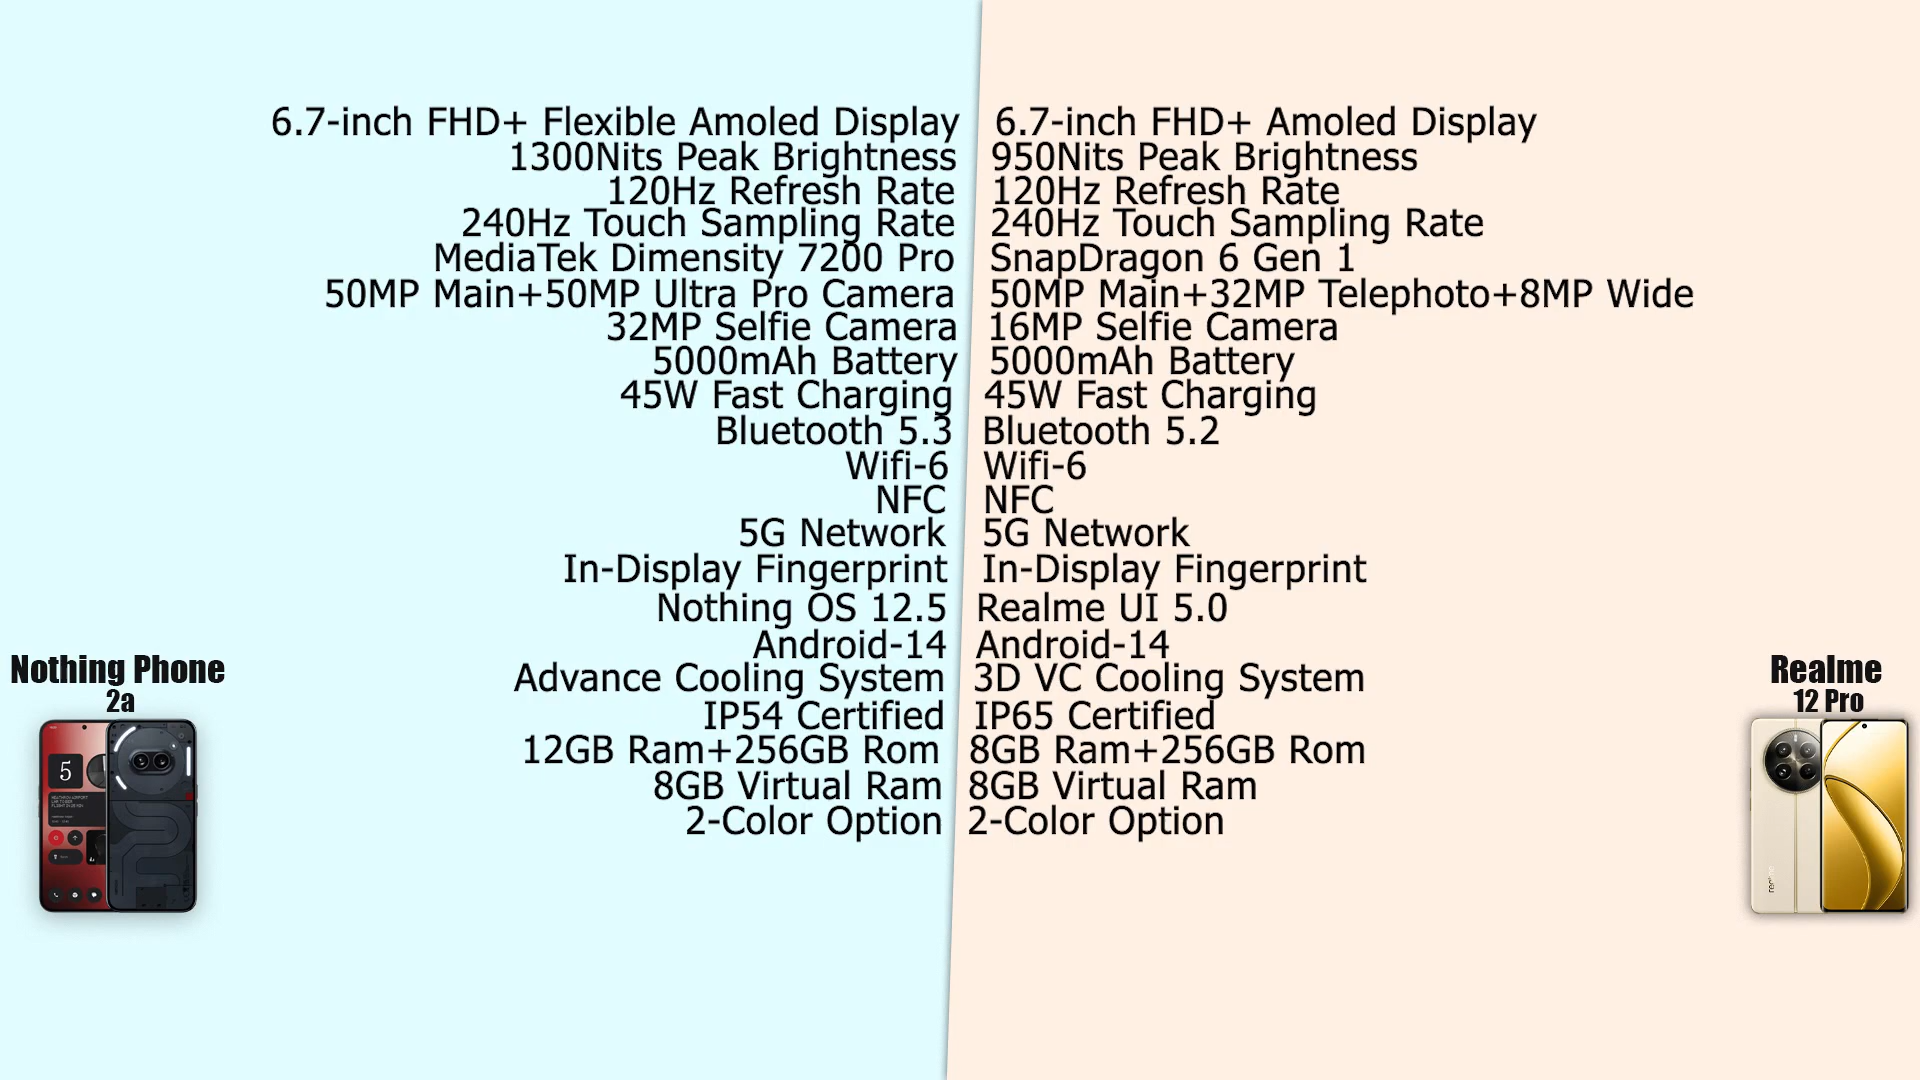 6.7-inch FHD+ Flexible Amoled Display
1300Nits Peak Brightness
120Hz Refresh Rate
240Hz Touch Sampling Rate
MediaTek Dimensity 7200 Pro
50MP Main+50MP Ultra Pro Camera
32MP Selfie Camera
5000mAh Battery
45W Fast Charging
Bluetooth 5.3
Wifi-6
NFC
5G Network
In-Display Fingerprint
Nothing OS 12.5
Android-14
Advance Cooling System
IP54 Certified
12GB Ram+256GB Rom
8GB Virtual Ram
2-Color Option
Nothing Phone
2a
5
6.7-inch FHD+ Amoled Display
950Nits Peak Brightness
120Hz Refresh Rate
240Hz Touch Sampling Rate
SnapDragon 6 Gen 1
50MP Main+32MP Telephoto+8MP Wide
16MP Selfie Camera
5000mAh Battery
45W Fast Charging
Bluetooth 5.2
Wifi-6
NFC
5G Network
In-Display Fingerprint
Realme UI 5.0
Android-14
3D VC Cooling System
IP65 Certified
8GB Ram+256GB Rom
8GB Virtual Ram
2-Color Option
Realme
12 Pro
realme